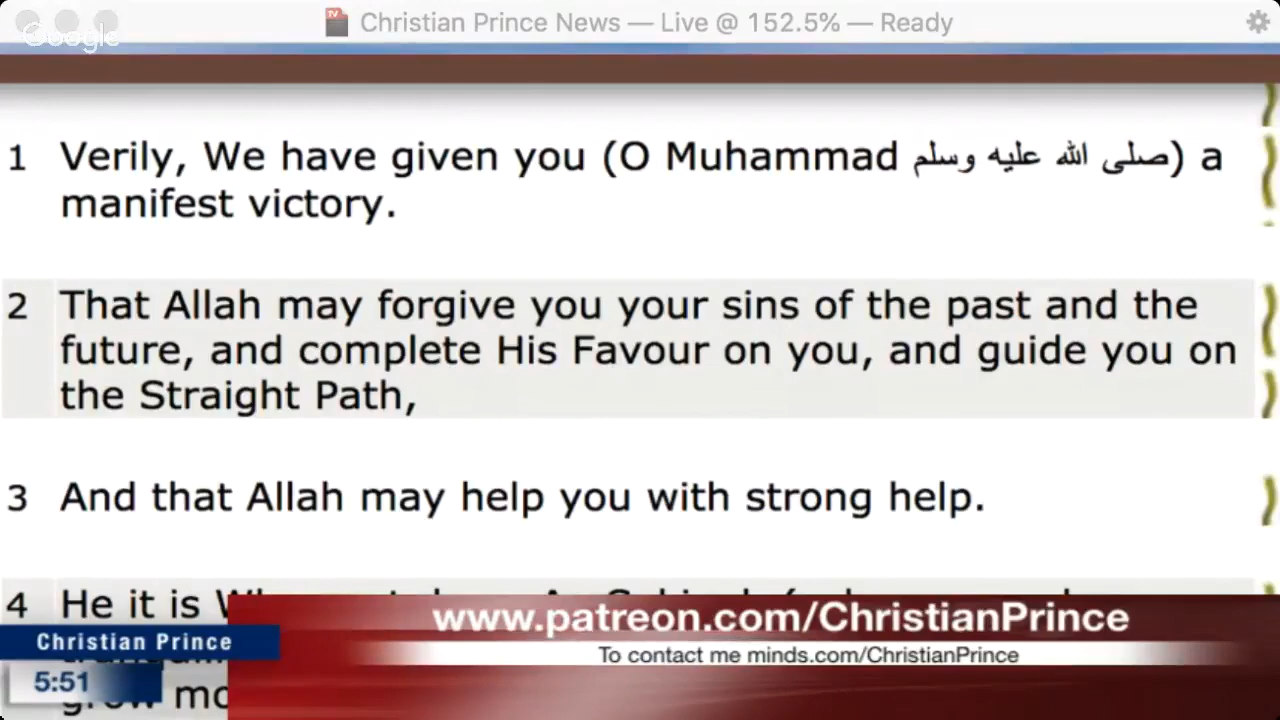 Christian Prince News — Live @ 152.5% — Ready
Google
1 Verily, We have given you (O Muhammad صلى الله عليه وسلم) a
manifest victory.
2 That Allah may forgive you your sins of the past and the
future, and complete His Favour on you, and guide you on
the Straight Path,
3 And that Allah may help you with strong help.
4 He it is
www.patreon.com/ChristianPrince
Christian Prince
To contact me minds.com/ChristianPrince
5:51